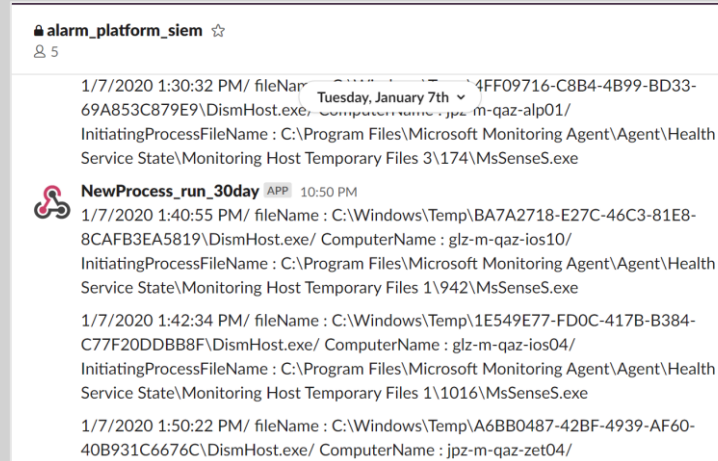 alarm_platform_siem
5
Tuesday, January 7th
1/7/2020 1:30:32 PM/ 4FF09716-C8B4-4B99-BD33-
69A853C879E9\DismHost.exe/ m-qaz-alp01/
InitiatingProcessFileName : C:\Program Files\Microsoft Monitoring Agent\Agent\Health
Service State\Monitoring Host Temporary Files 3\174\MsSenseS.exe
NewProcess_run_30day APP 10:50 PM
1/7/2020 1:40:55 PM/ fileName : C:\Windows\Temp\BA7A2718-E27C-46C3-81E8-
8CAFB3EA5819\DismHost.exe/ ComputerName : glz-m-qaz-ios10/
InitiatingProcessFileName : C:\Program Files\Microsoft Monitoring Agent\Agent\Health
Service State\Monitoring Host Temporary Files 1\942\MsSenseS.exe
1/7/2020 1:42:34 PM/ fileName : C:\Windows\Temp\1E549E77-FD0C-417B-B384-
C77F20DDBB8F\DismHost.exe/ ComputerName : glz-m-qaz-ios04/
InitiatingProcessFileName : C:\Program Files\Microsoft Monitoring Agent\Agent\Health
Service State\Monitoring Host Temporary Files 1\1016\MsSenseS.exe
1/7/2020 1:50:22 PM/ fileName : C:\Windows\Temp\A6BB0487-42BF-4939-AF60-
40B931C6676C\DismHost.exe/ ComputerName : jpz-m-qaz-zet04/